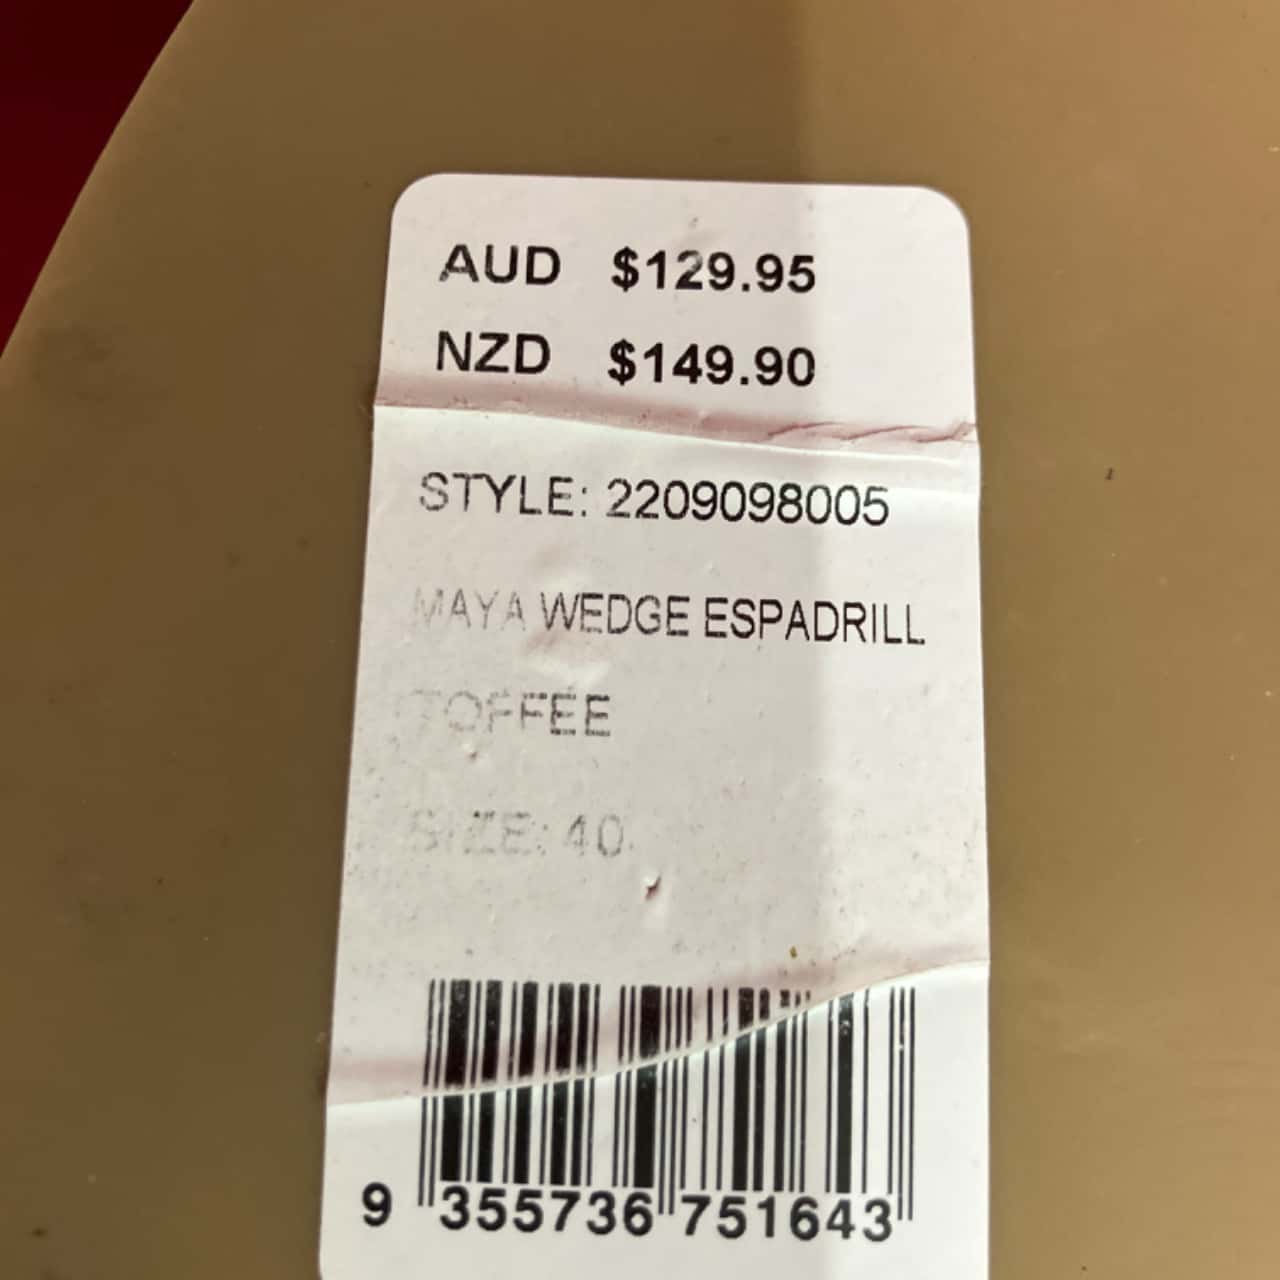 AUD $129.95
NZD $149.90
STYLE: 2209098005
MAYA WEDGE ESPADRILL
TOFFEE
SIZE: 40
9 355736 751643